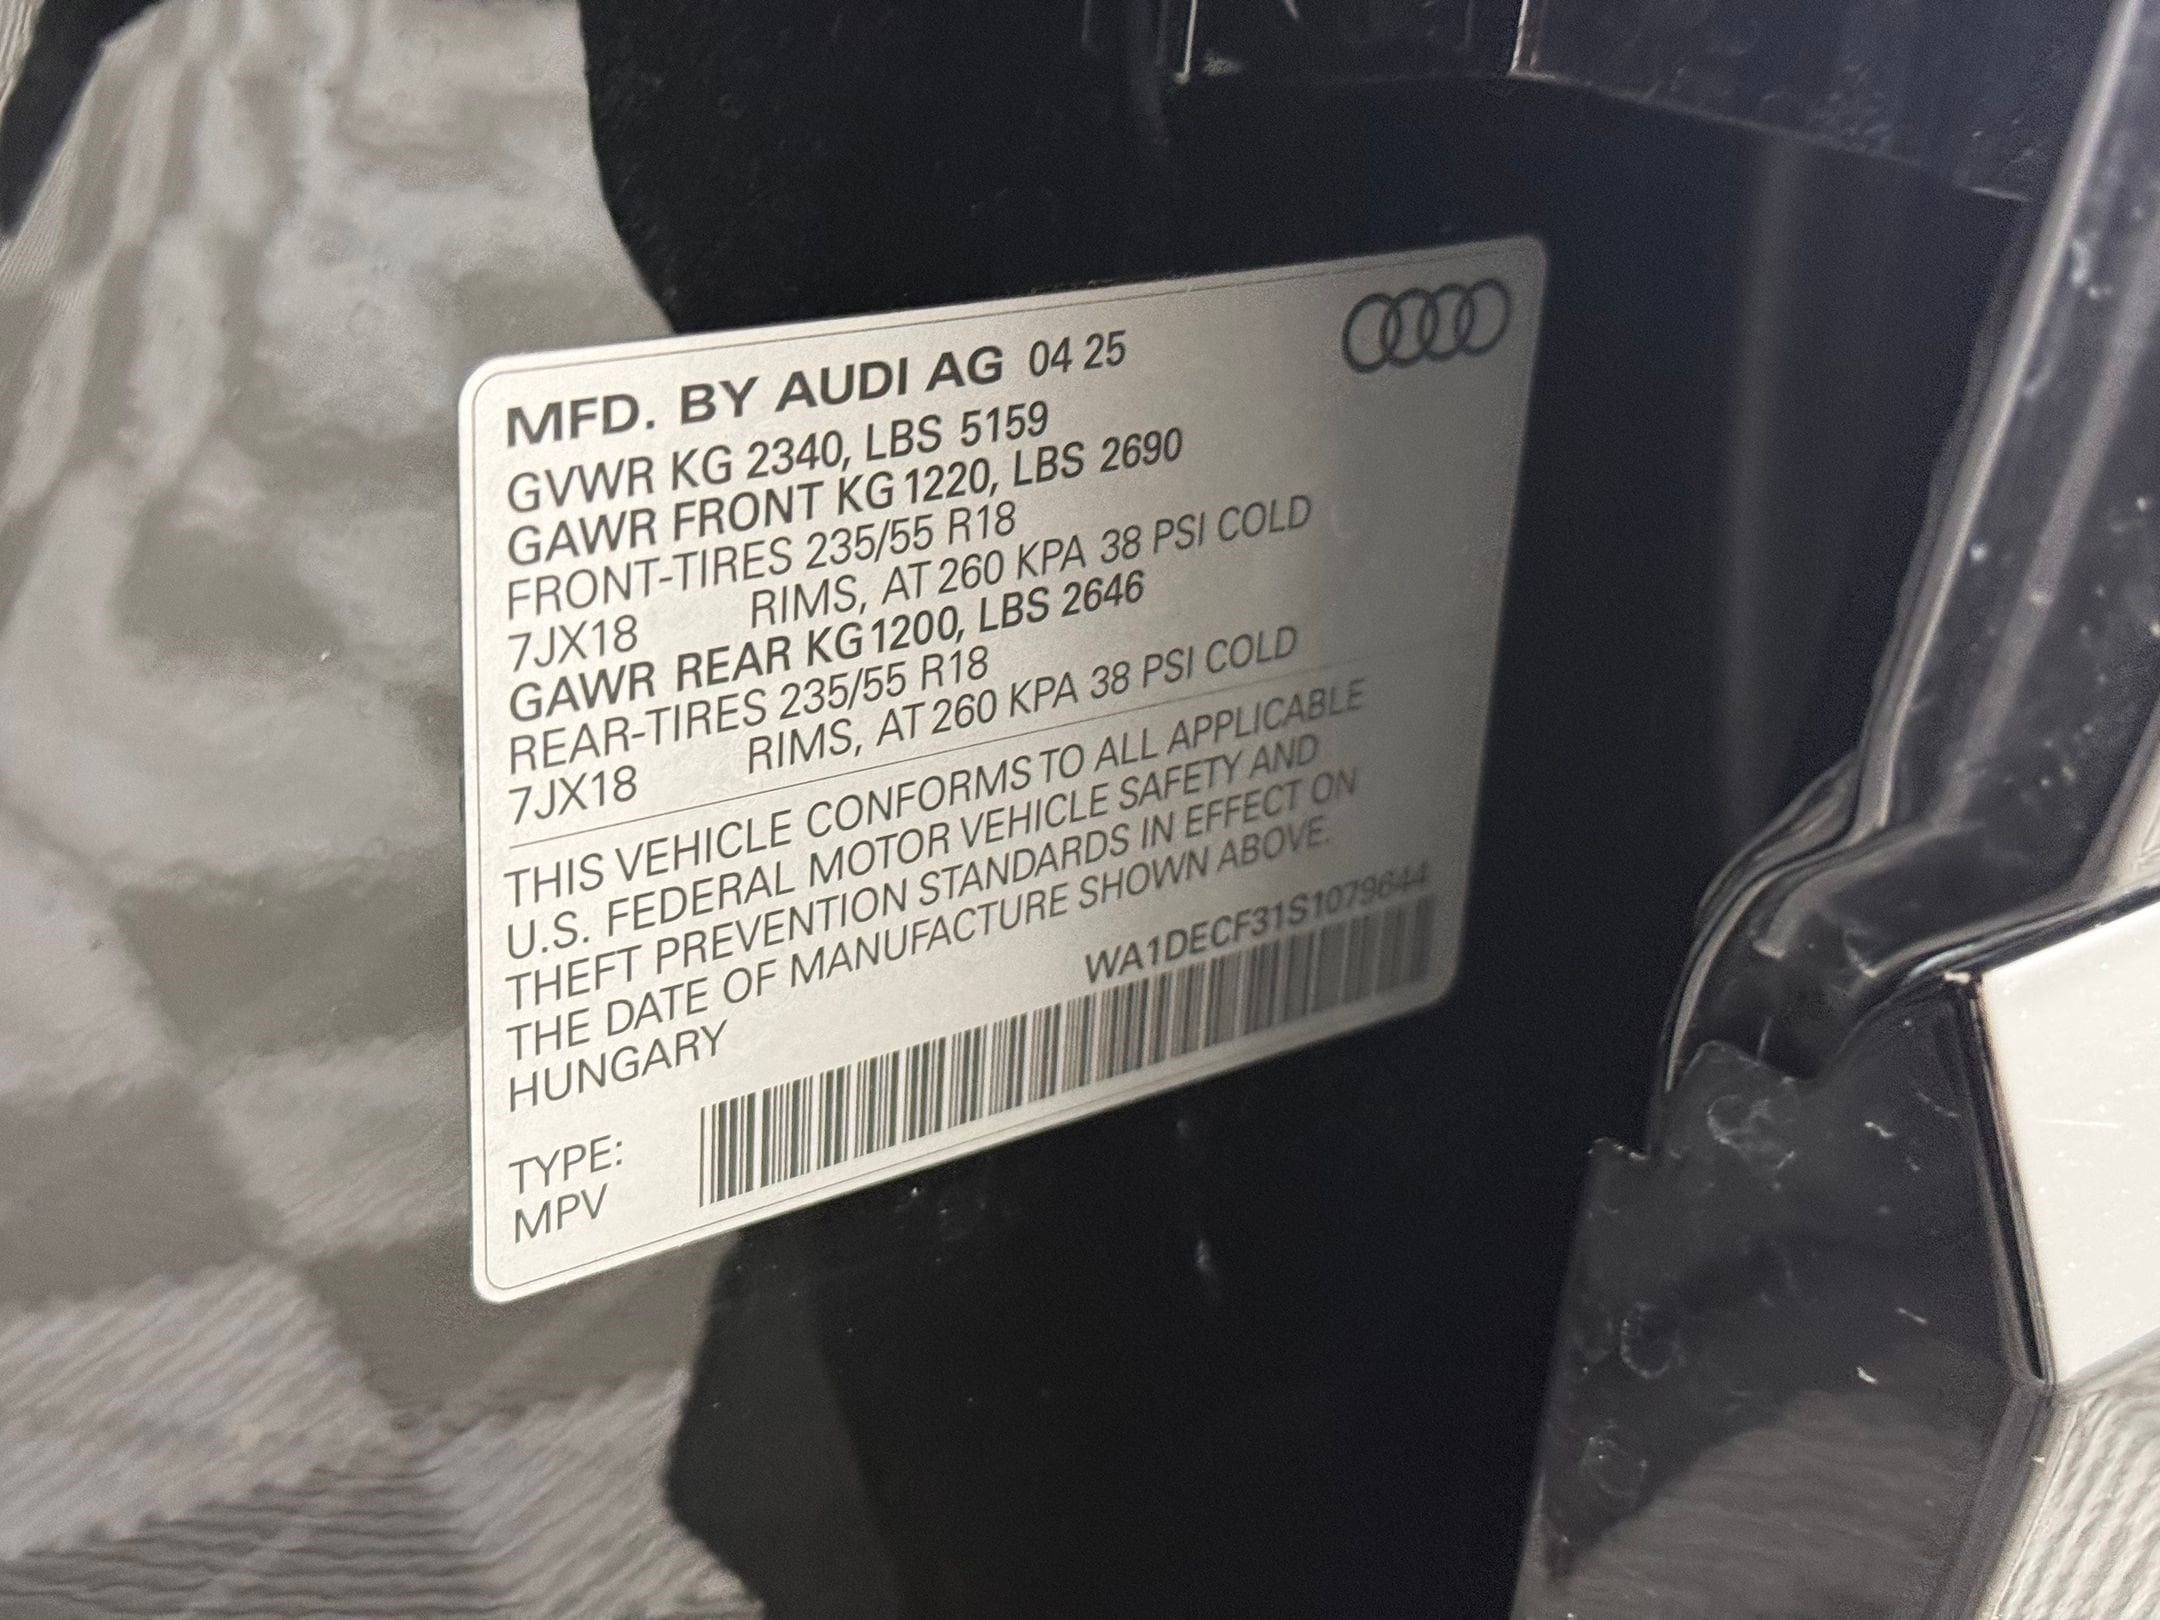 MFD. BY AUDI AG 04 25
GVWR KG 2340, LBS 5159
GAWR FRONT KG 1220, LBS 2690
FRONT-TIRES 235/55 R18
7JX18 RIMS, AT 260 KPA 38 PSI COLD
GAWR REAR KG 1200, LBS 2646
REAR-TIRES 235/55 R18
7JX18 RIMS, AT 260 KPA 38 PSI COLD
THIS VEHICLE CONFORMS TO ALL APPLICABLE
U.S. FEDERAL MOTOR VEHICLE SAFETY AND
THEFT PREVENTION STANDARDS IN EFFECT ON
THE DATE OF MANUFACTURE SHOWN ABOVE.
HUNGARY
WA1DECF31S1079644
TYPE:
MPV